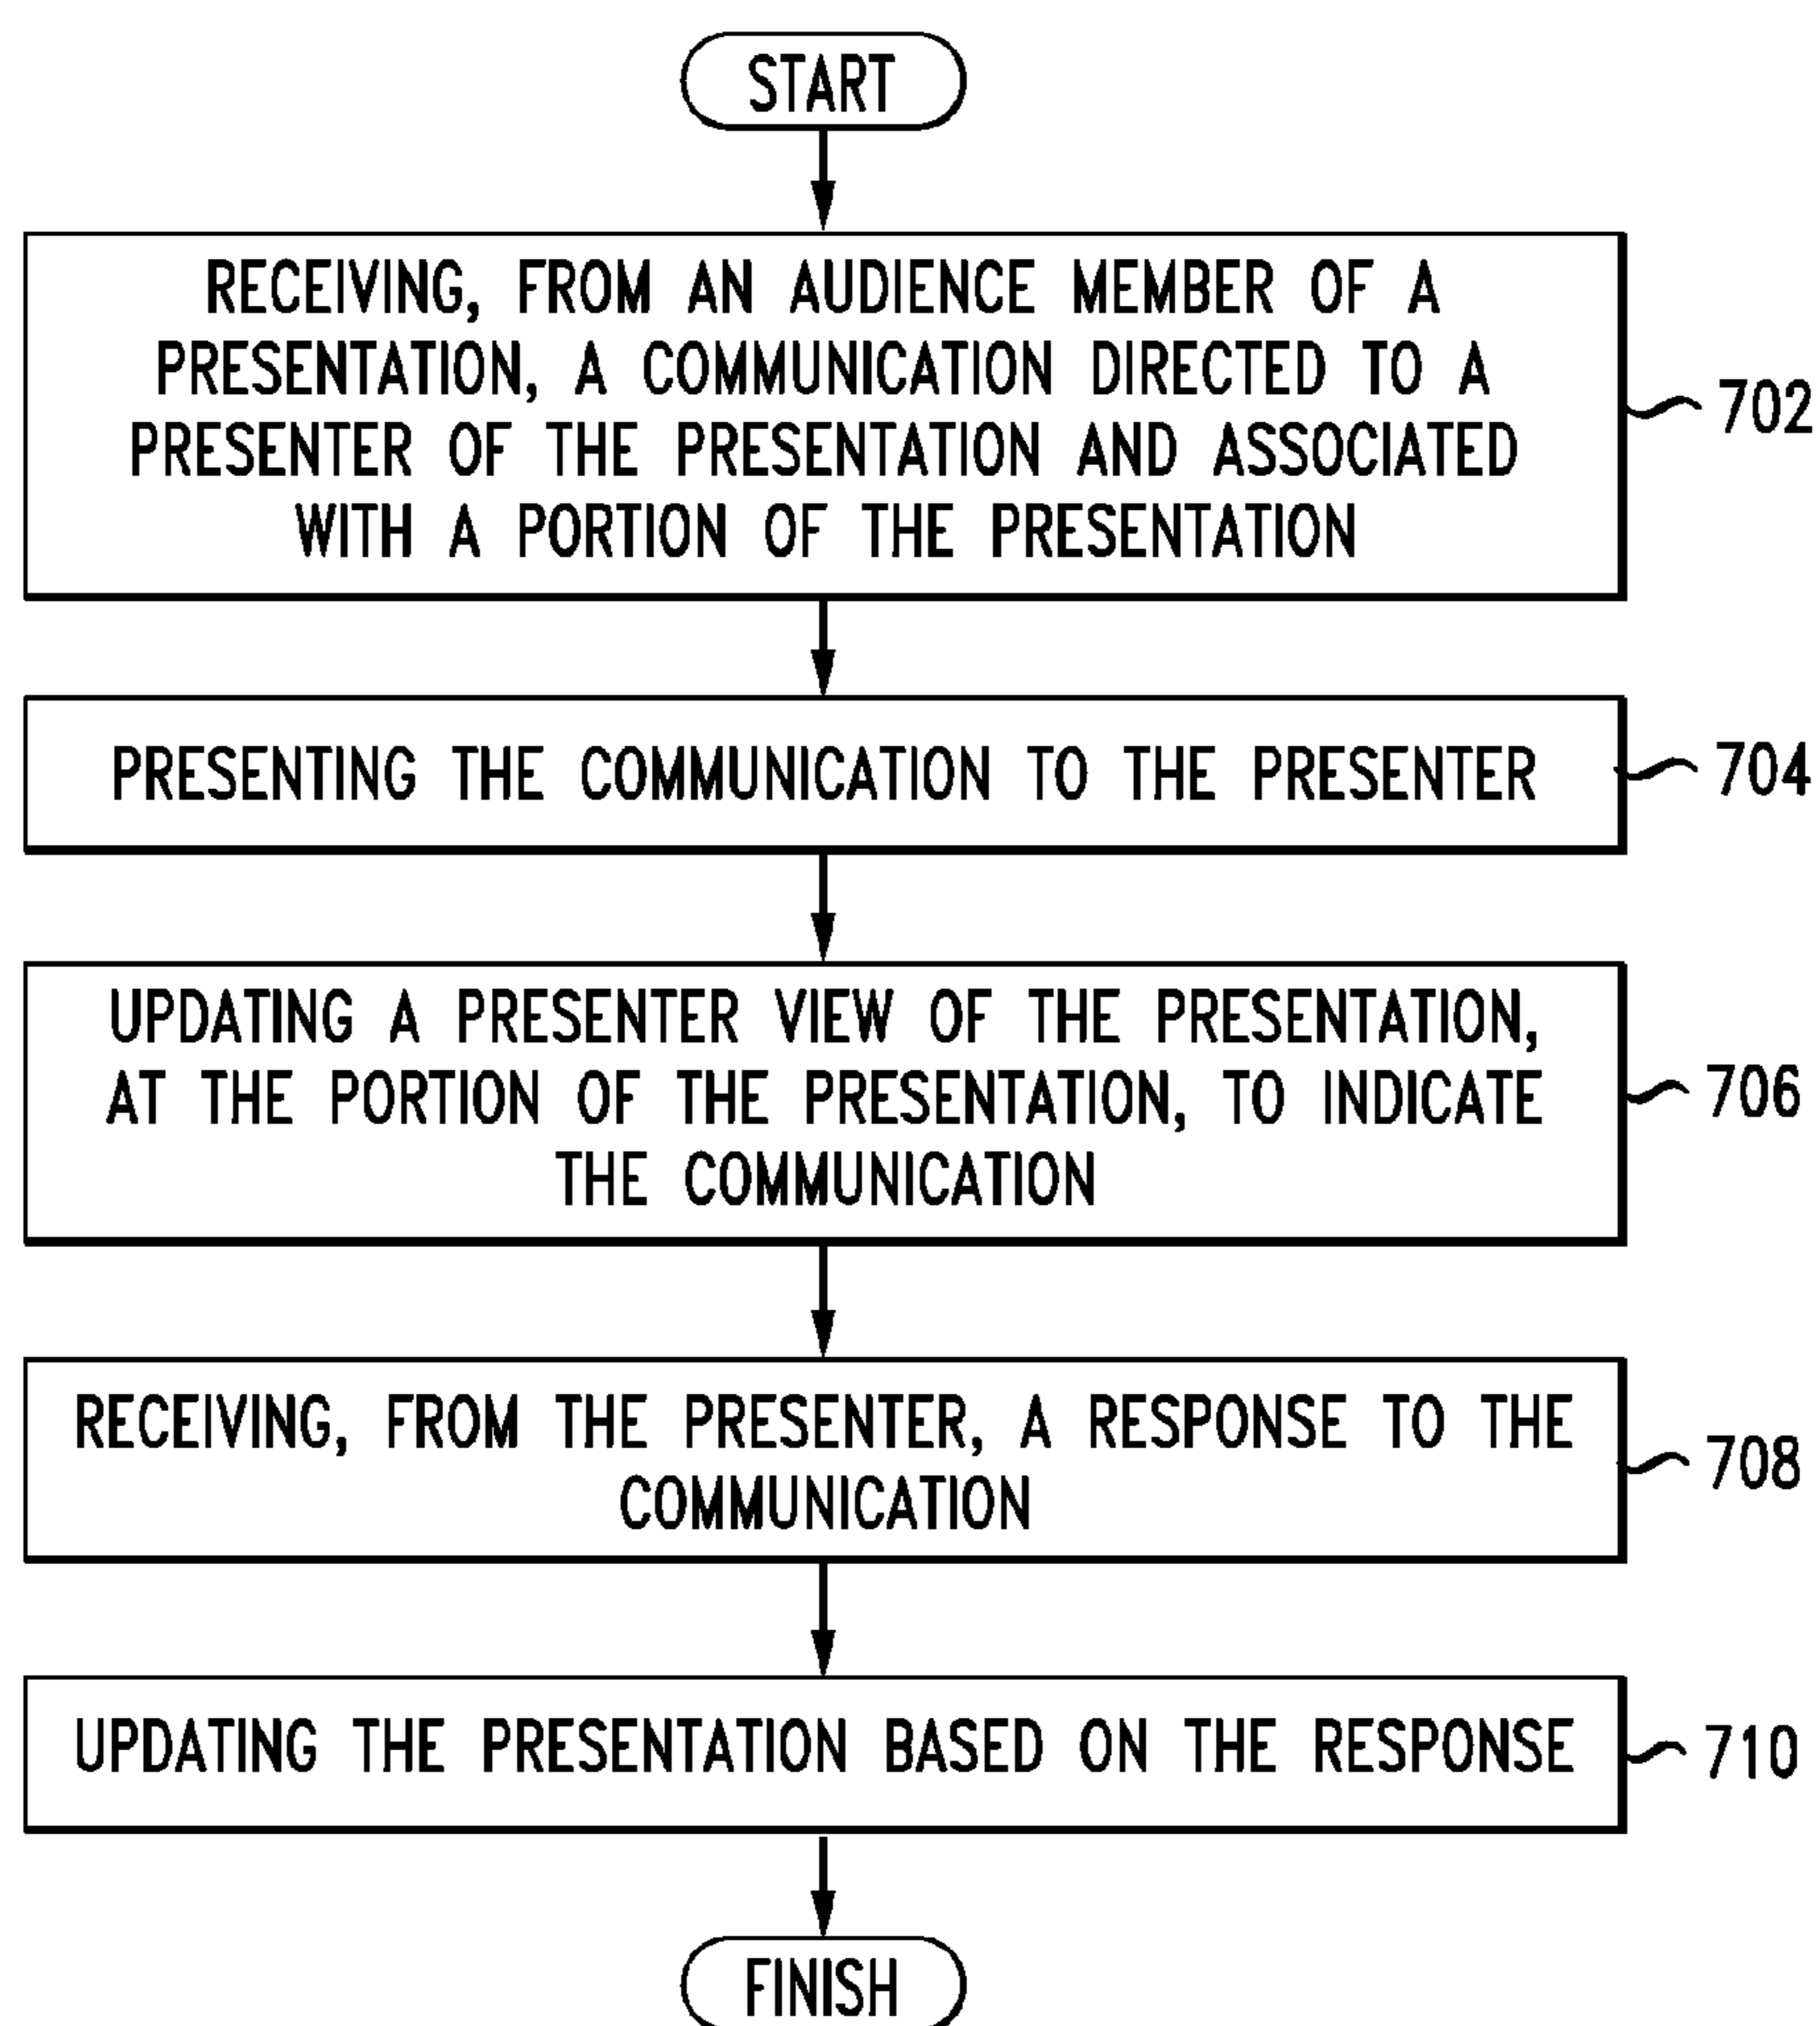 START
RECEIVING, FROM AN AUDIENCE MEMBER OF A
PRESENTATION, A COMMUNICATION DIRECTED TO A
PRESENTER OF THE PRESENTATION AND ASSOCIATED
WITH A PORTION OF THE PRESENTATION
702
PRESENTING THE COMMUNICATION TO THE PRESENTER
704
UPDATING A PRESENTER VIEW OF THE PRESENTATION,
AT THE PORTION OF THE PRESENTATION, TO INDICATE
THE COMMUNICATION
706
RECEIVING, FROM THE PRESENTER, A RESPONSE TO THE
COMMUNICATION
708
UPDATING THE PRESENTATION BASED ON THE RESPONSE
710
FINISH